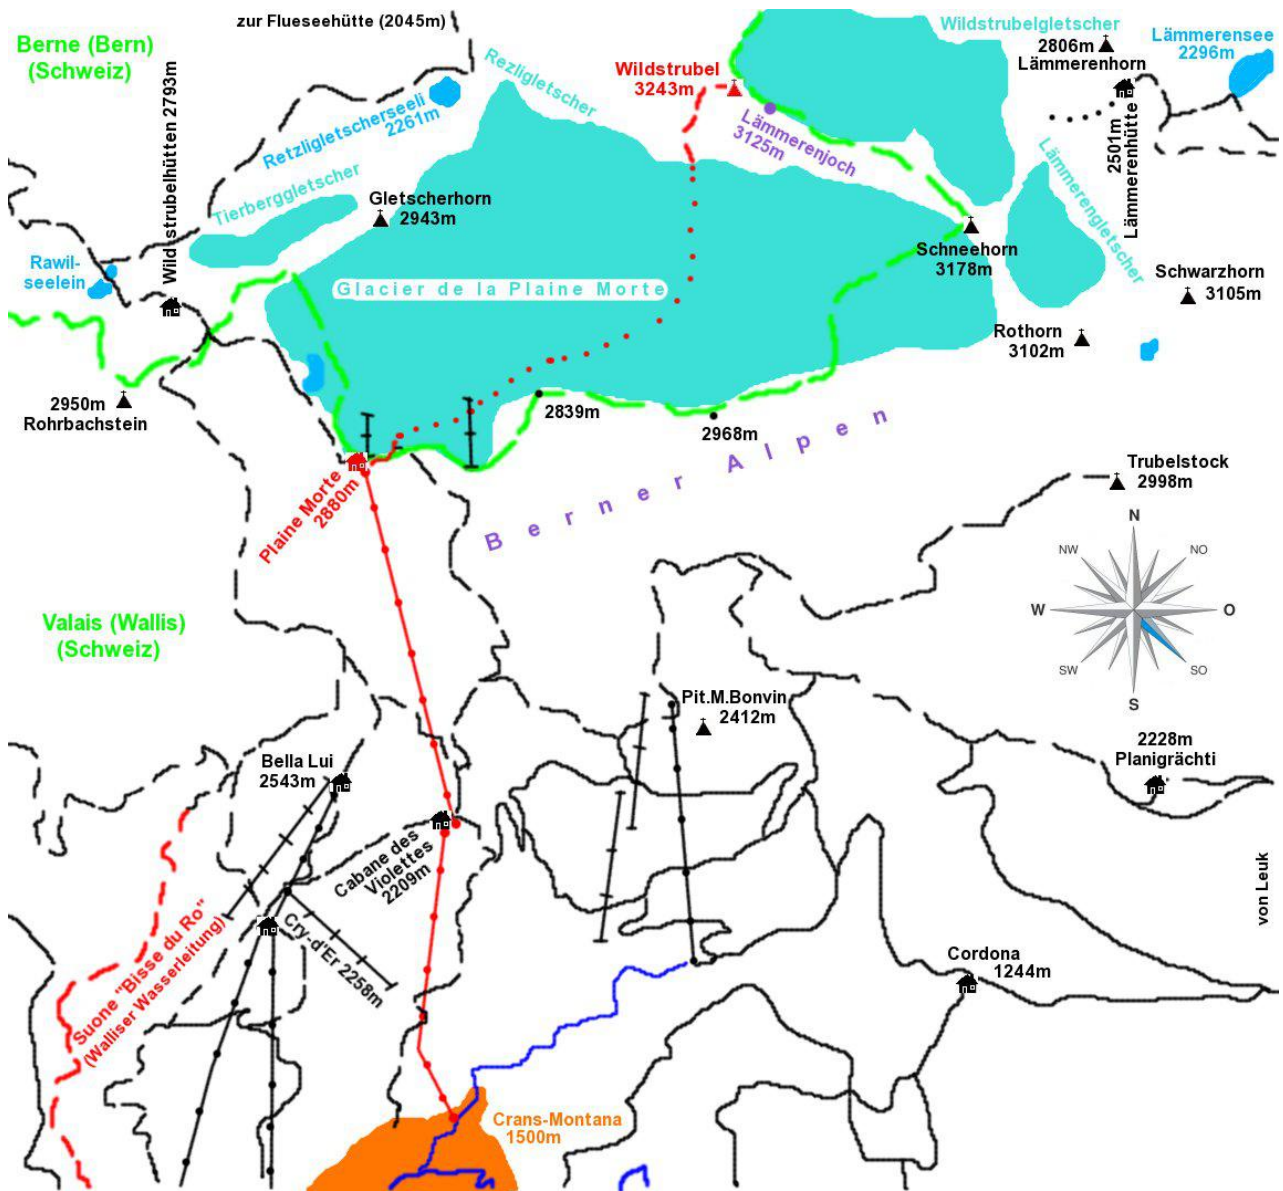 zur Flueseehütte (2045m)
Berne (Bern)
(Schweiz)
Wildstrubelhütten 2793m
Retzligletscherseeli
2261m
Rezligletscher
Wildstrubel
3243m
Lämmerenjoch
3125m
Wildstrubelgletscher
2806m
Lämmerenhorn
Lämmerensee
2296m
2501m
Lämmerenhütte
Lämmerengletscher
Tierberggletscher
Gletscherhorn
2943m
Rawil-
seelein
Glacier de la Plaine Morte
Schneehorn
3178m
Schwarzhorn
3105m
Rothorn
3102m
2950m
Rohrbachstein
2839m
2968m
Berner Alpen
Plaine Morte
2880m
Trubelstock
2998m
N
NW
NO
W
O
SW
SO
S
Valais (Wallis)
(Schweiz)
Pit.M.Bonvin
2412m
2228m
Planigrächti
Bella Lui
2543m
Cabane des
Violettes
2209m
Cry-d'Er 2258m
Suone "Bisse du Ro"
(Walliser Wasserleitung)
von Leuk
Cordona
1244m
Crans-Montana
1500m